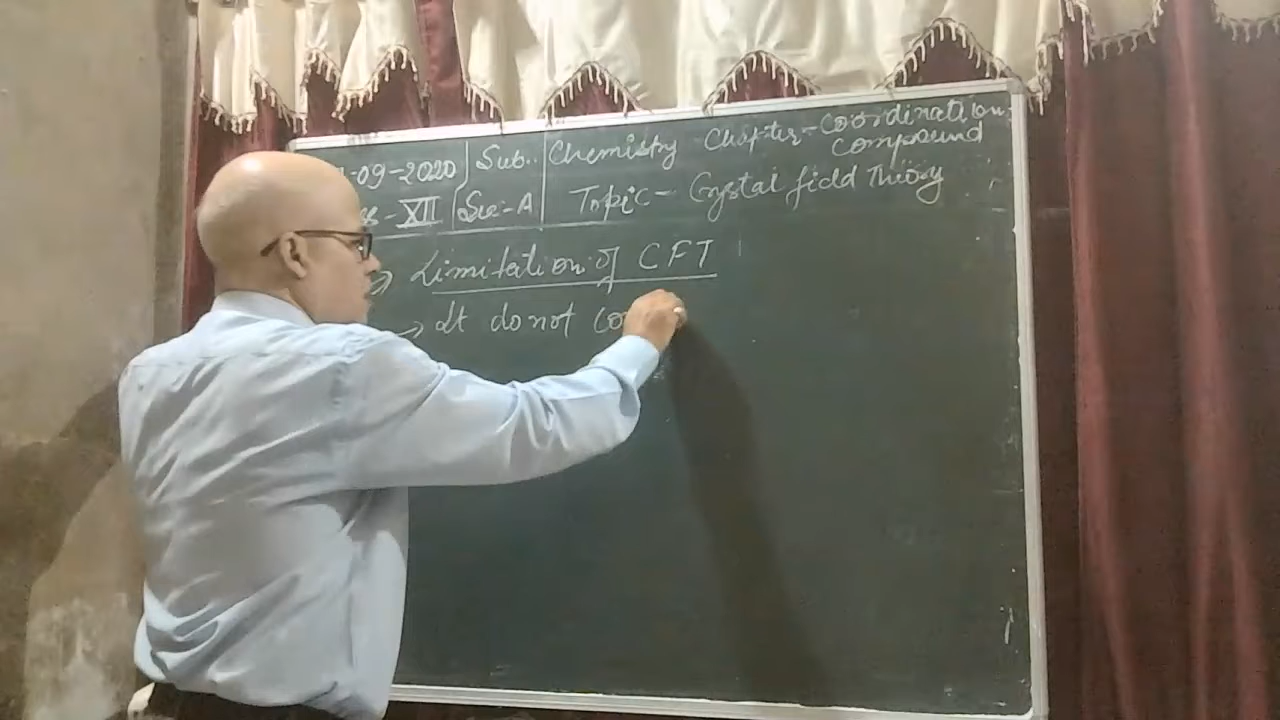 -09-2020 Sub.. Chemistry Chapter-Coordination
compound
-XII Sec-A Topic- Crystal field Theory
Limitation of CFT
→ It do not co